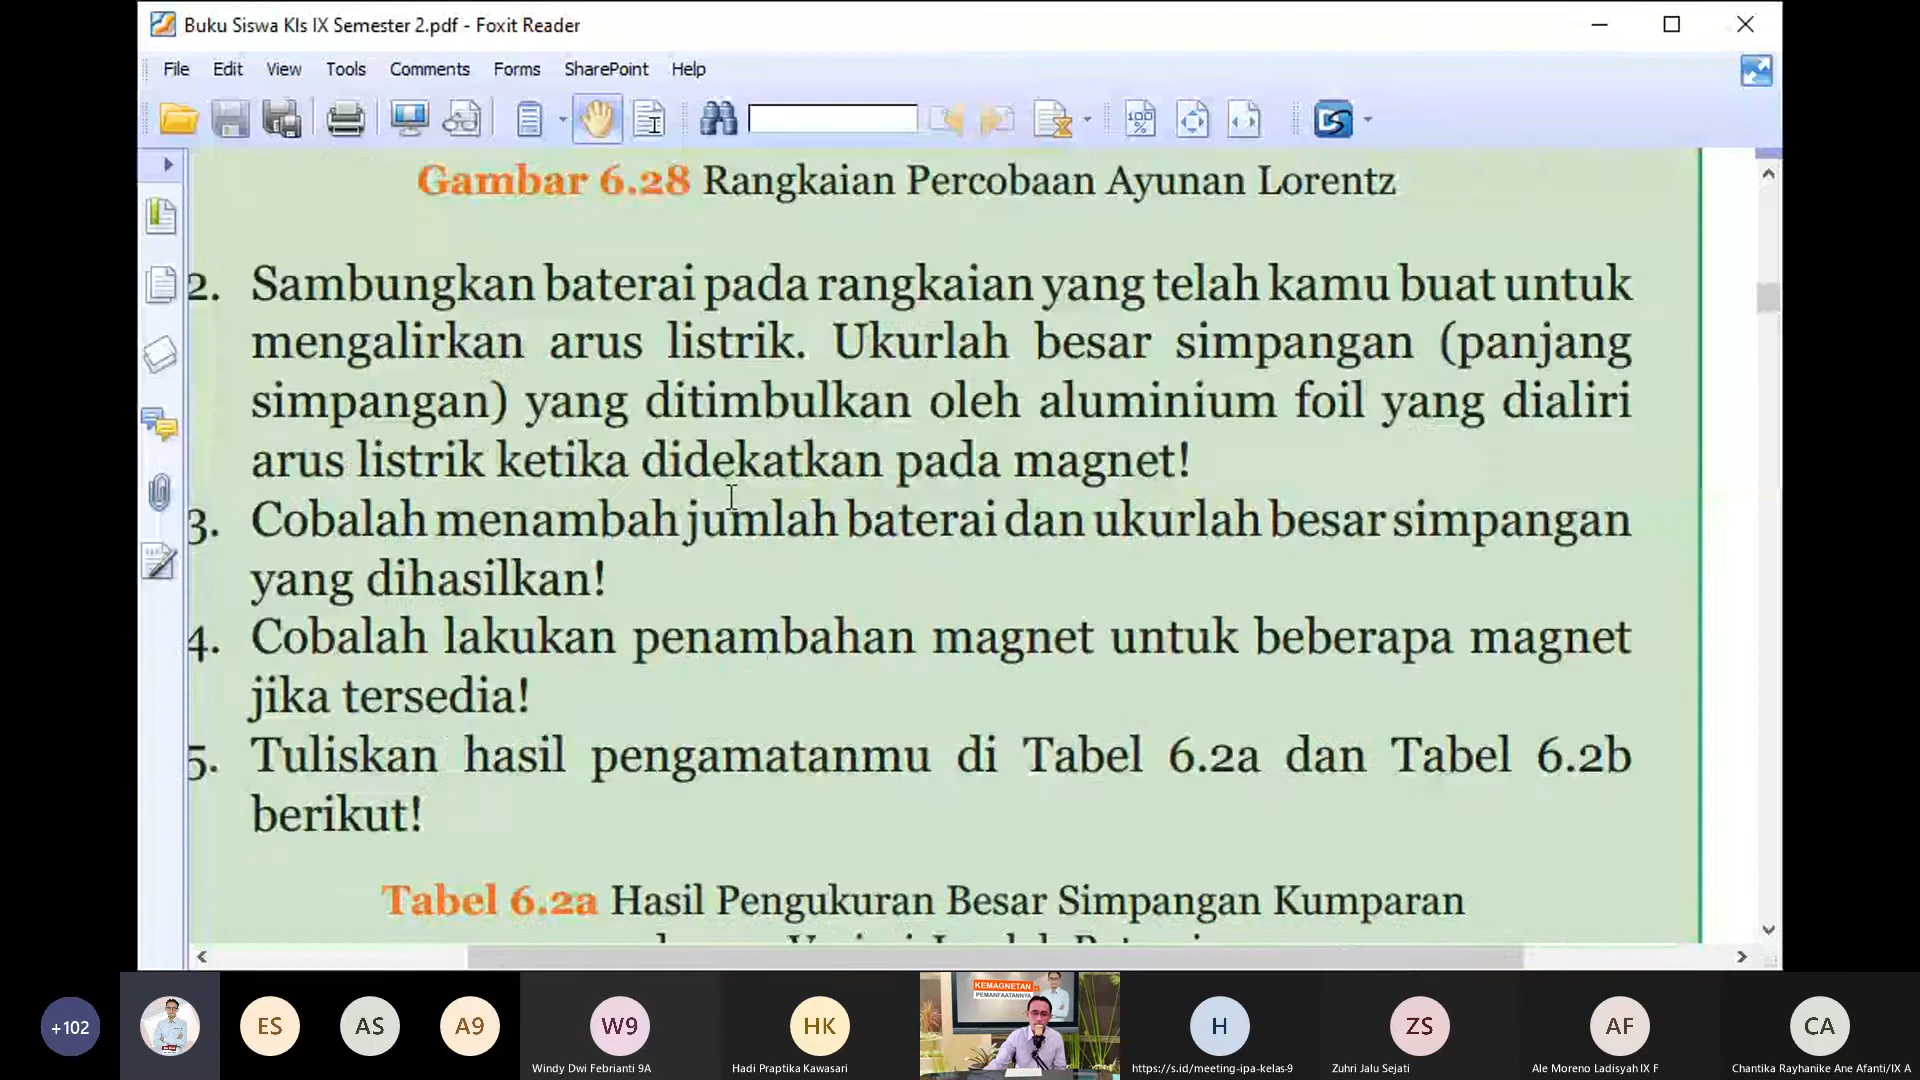 Buku Siswa Kls IX Semester 2.pdf - Foxit Reader
File Edit View Tools Comments Forms SharePoint Help
Gambar 6.28 Rangkaian Percobaan Ayunan Lorentz
2. Sambungkan baterai pada rangkaian yang telah kamu buat untuk
mengalirkan arus listrik. Ukurlah besar simpangan (panjang
simpangan) yang ditimbulkan oleh aluminium foil yang dialiri
arus listrik ketika didekatkan pada magnet!
3. Cobalah menambah jumlah baterai dan ukurlah besar simpangan
yang dihasilkan!
4. Cobalah lakukan penambahan magnet untuk beberapa magnet
jika tersedia!
5. Tuliskan hasil pengamatanmu di Tabel 6.2a dan Tabel 6.2b
berikut!
Tabel 6.2a Hasil Pengukuran Besar Simpangan Kumparan
KEMAGNETAN
PEMANFAATANNYA
+102 ES AS A9 W9 HK H ZS AF CA
Windy Dwi Febrianti 9A Hadi Praptika Kawasari https://s.id/meeting-ipa-kelas-9 Zuhri Jalu Sejati Ale Moreno Ladisyah IX F Chantika Rayhanike Ane Afanti/IX A